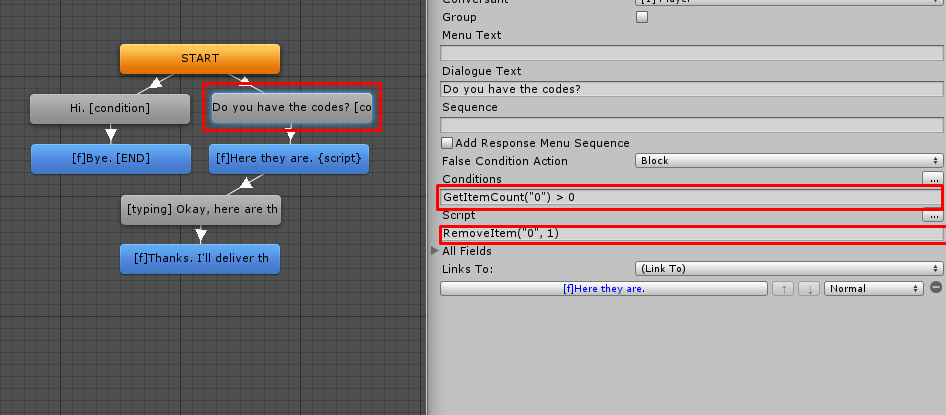 START
Hi. [condition]
Do you have the codes? [co
[f]Bye. [END]
[f]Here they are. {script}
[typing] Okay, here are th
[f]Thanks. I'll deliver th
Group
Menu Text
Dialogue Text
Do you have the codes?
Sequence
Add Response Menu Sequence
False Condition Action
Block
Conditions
...
GetItemCount("0") > 0
Script
...
RemoveItem("0", 1)
All Fields
Links To:
(Link To)
[f]Here they are.
↑
↓
Normal